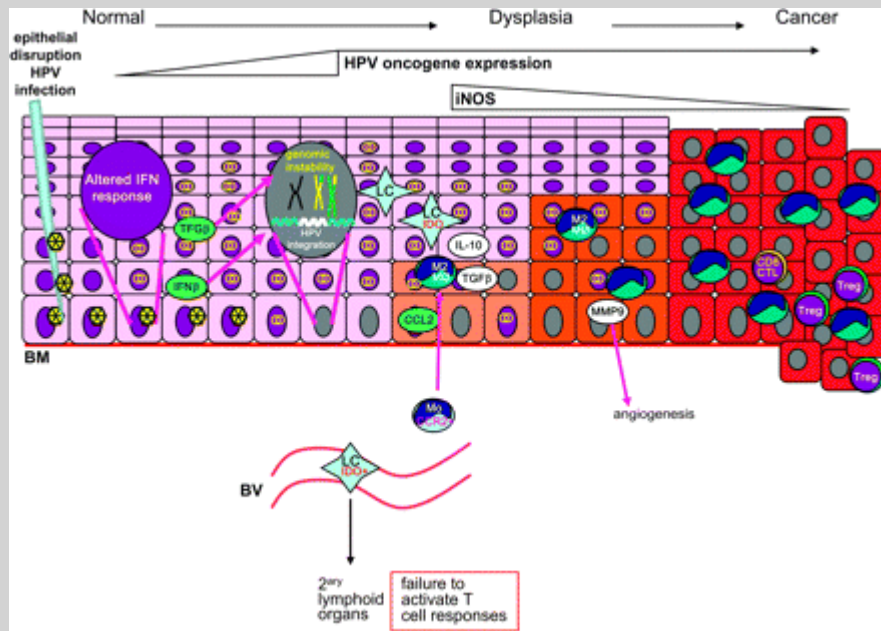 Normal
Dysplasia
Cancer
epithelial
disruption
HPV
infection
HPV oncogene expression
iNOS
Altered IFN
response
genomic
instability
HPV
integration
TFGβ
IFNβ
LC
LC
IDO
IL-10
M2
TGFβ
CCL2
M2
MMP9
CD8
CTL
Treg
Treg
Treg
BM
angiogenesis
Mo
CCR2
BV
LC
IDO+
2ary
lymphoid
organs
failure to
activate T
cell responses